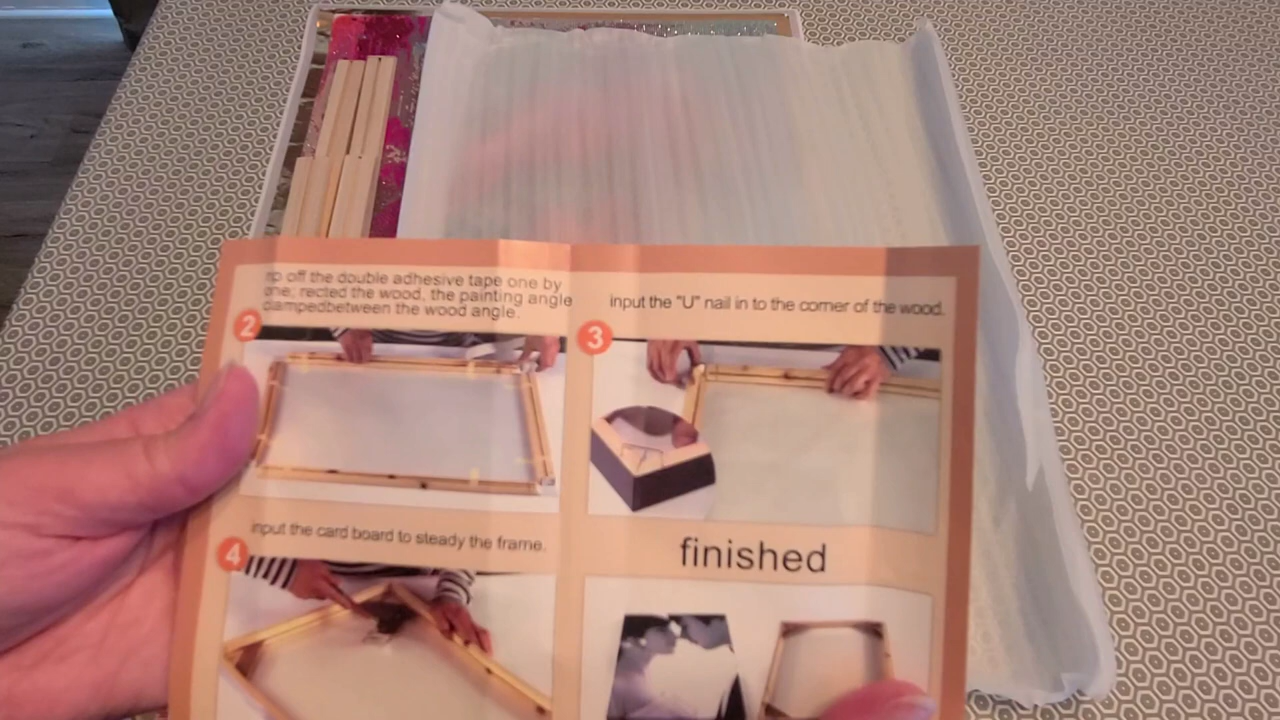 rip off the double adhesive tape one by
one; rected the wood, the painting angle
clampedbetween the wood angle.
2
input the "U" nail in to the corner of the wood.
3
input the card board to steady the frame.
4
finished